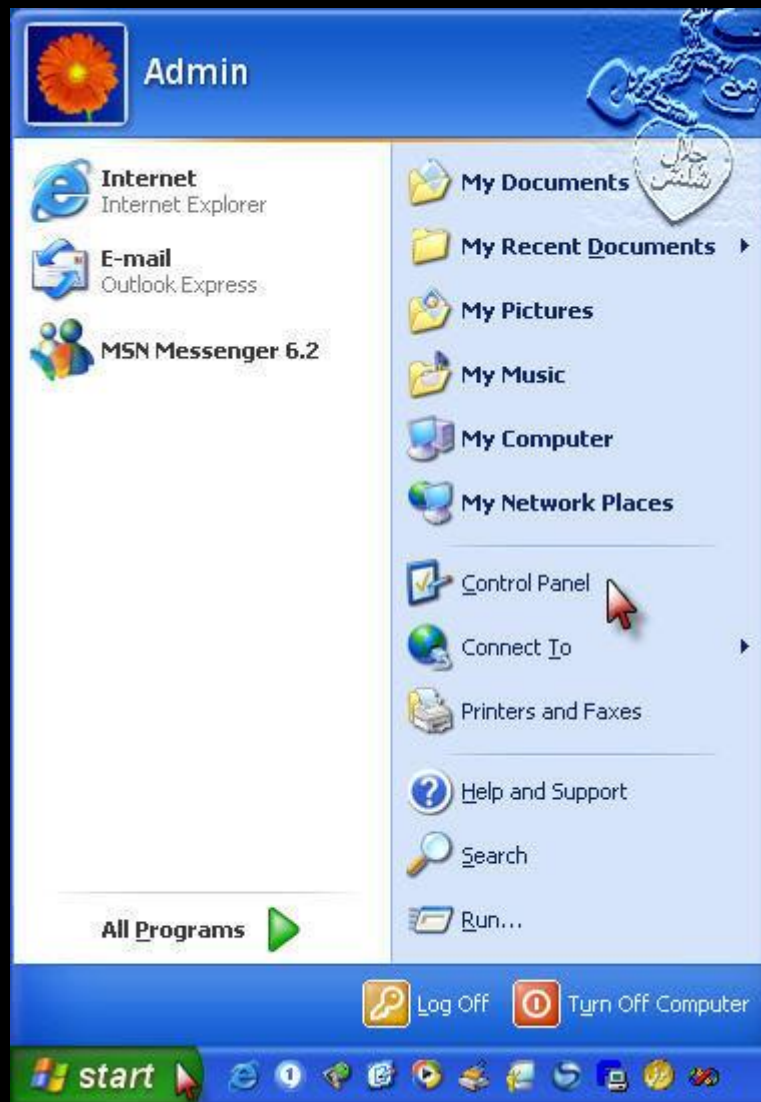 Admin
Internet
Internet Explorer
E-mail
Outlook Express
MSN Messenger 6.2
All Programs
جلال
شلش
My Documents
My Recent Documents
My Pictures
My Music
My Computer
My Network Places
Control Panel
Connect To
Printers and Faxes
Help and Support
Search
Run...
Log Off
Turn Off Computer
start